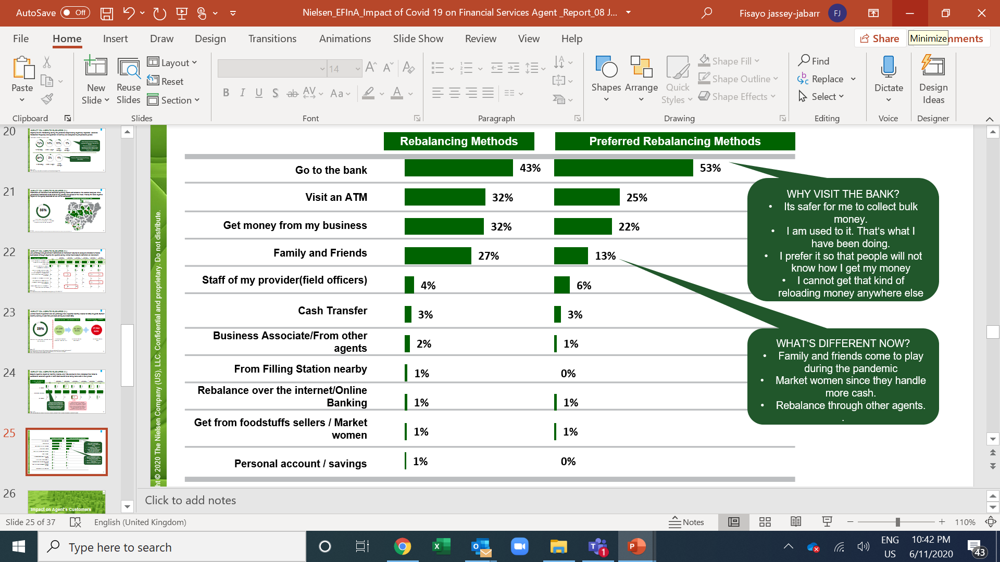 AutoSave Off
Nielsen_EFInA_Impact of Covid 19 on Financial Services Agent _Report_08 J...
Fisayo jassey-jabarr FJ
File Home Insert Draw Design Transitions Animations Slide Show Review View Help Share Minimize mments
Paste
Clipboard
New Slide
Reuse Slides
Layout
Reset
Section
Slides
14
B I U S ab AV Aa A
Font
Paragraph
Shapes
Arrange
Quick Styles
Shape Fill
Shape Outline
Shape Effects
Drawing
Find
Replace
Select
Editing
Dictate
Voice
Design Ideas
Designer
20
21
22
23
24
25
26
86%
89%
Impact on Agent's Customers
ht © 2020 The Nielsen Company (US), LLC. Confidential and proprietary. Do not distribute.
Rebalancing Methods
Preferred Rebalancing Methods
Go to the bank 43% 53%
Visit an ATM 32% 25%
Get money from my business 32% 22%
Family and Friends 27% 13%
Staff of my provider(field officers) 4% 6%
Cash Transfer 3% 3%
Business Associate/From other
agents 2% 1%
From Filling Station nearby 1% 0%
Rebalance over the internet/Online
Banking 1% 1%
Get from foodstuffs sellers / Market
women 1% 1%
Personal account / savings 1% 0%
WHY VISIT THE BANK?
• Its safer for me to collect bulk
money.
• I am used to it. That’s what I
have been doing.
• I prefer it so that people will not
know how I get my money
• I cannot get that kind of
reloading money anywhere else
WHAT’S DIFFERENT NOW?
• Family and friends come to play
during the pandemic
• Market women since they handle
more cash.
• Rebalance through other agents.
.
Click to add notes
Slide 25 of 37
English (United Kingdom)
Notes
110%
Type here to search
1
ENG
US
10:42 PM
6/11/2020
43